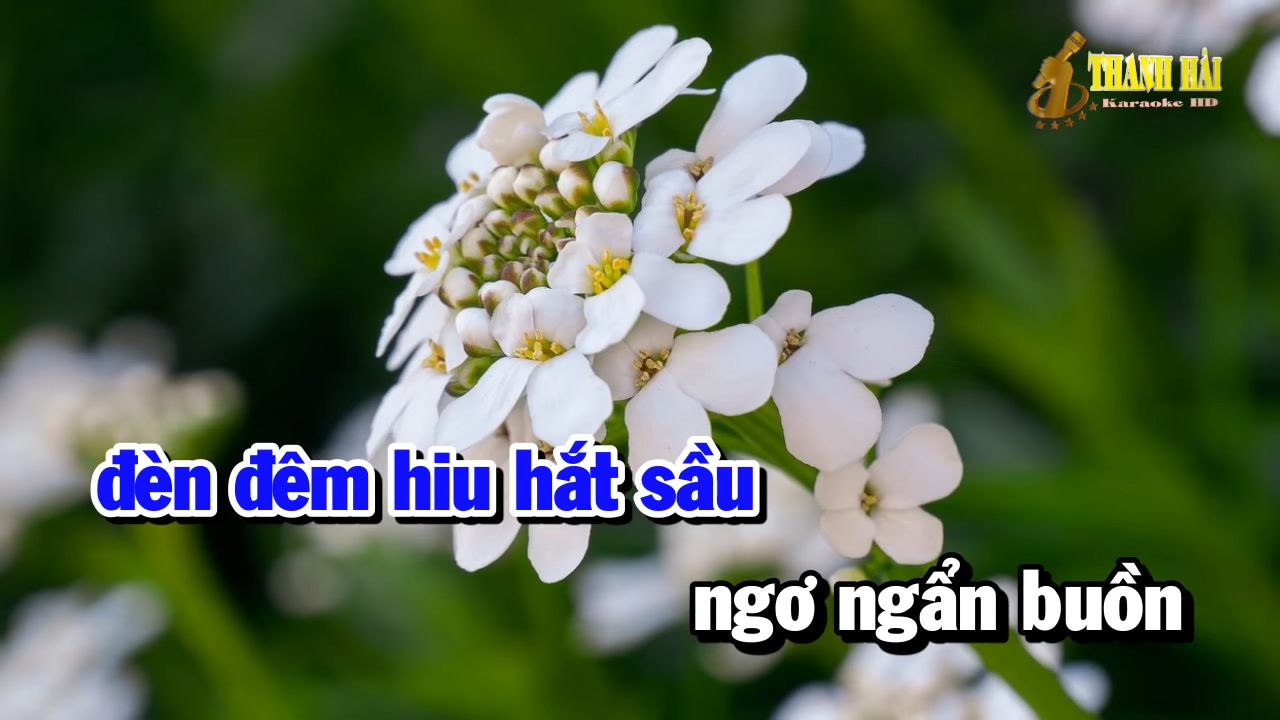 THANH HẢI
Karaoke HD
đèn đêm hiu hắt sầu
ngơ ngẩn buồn